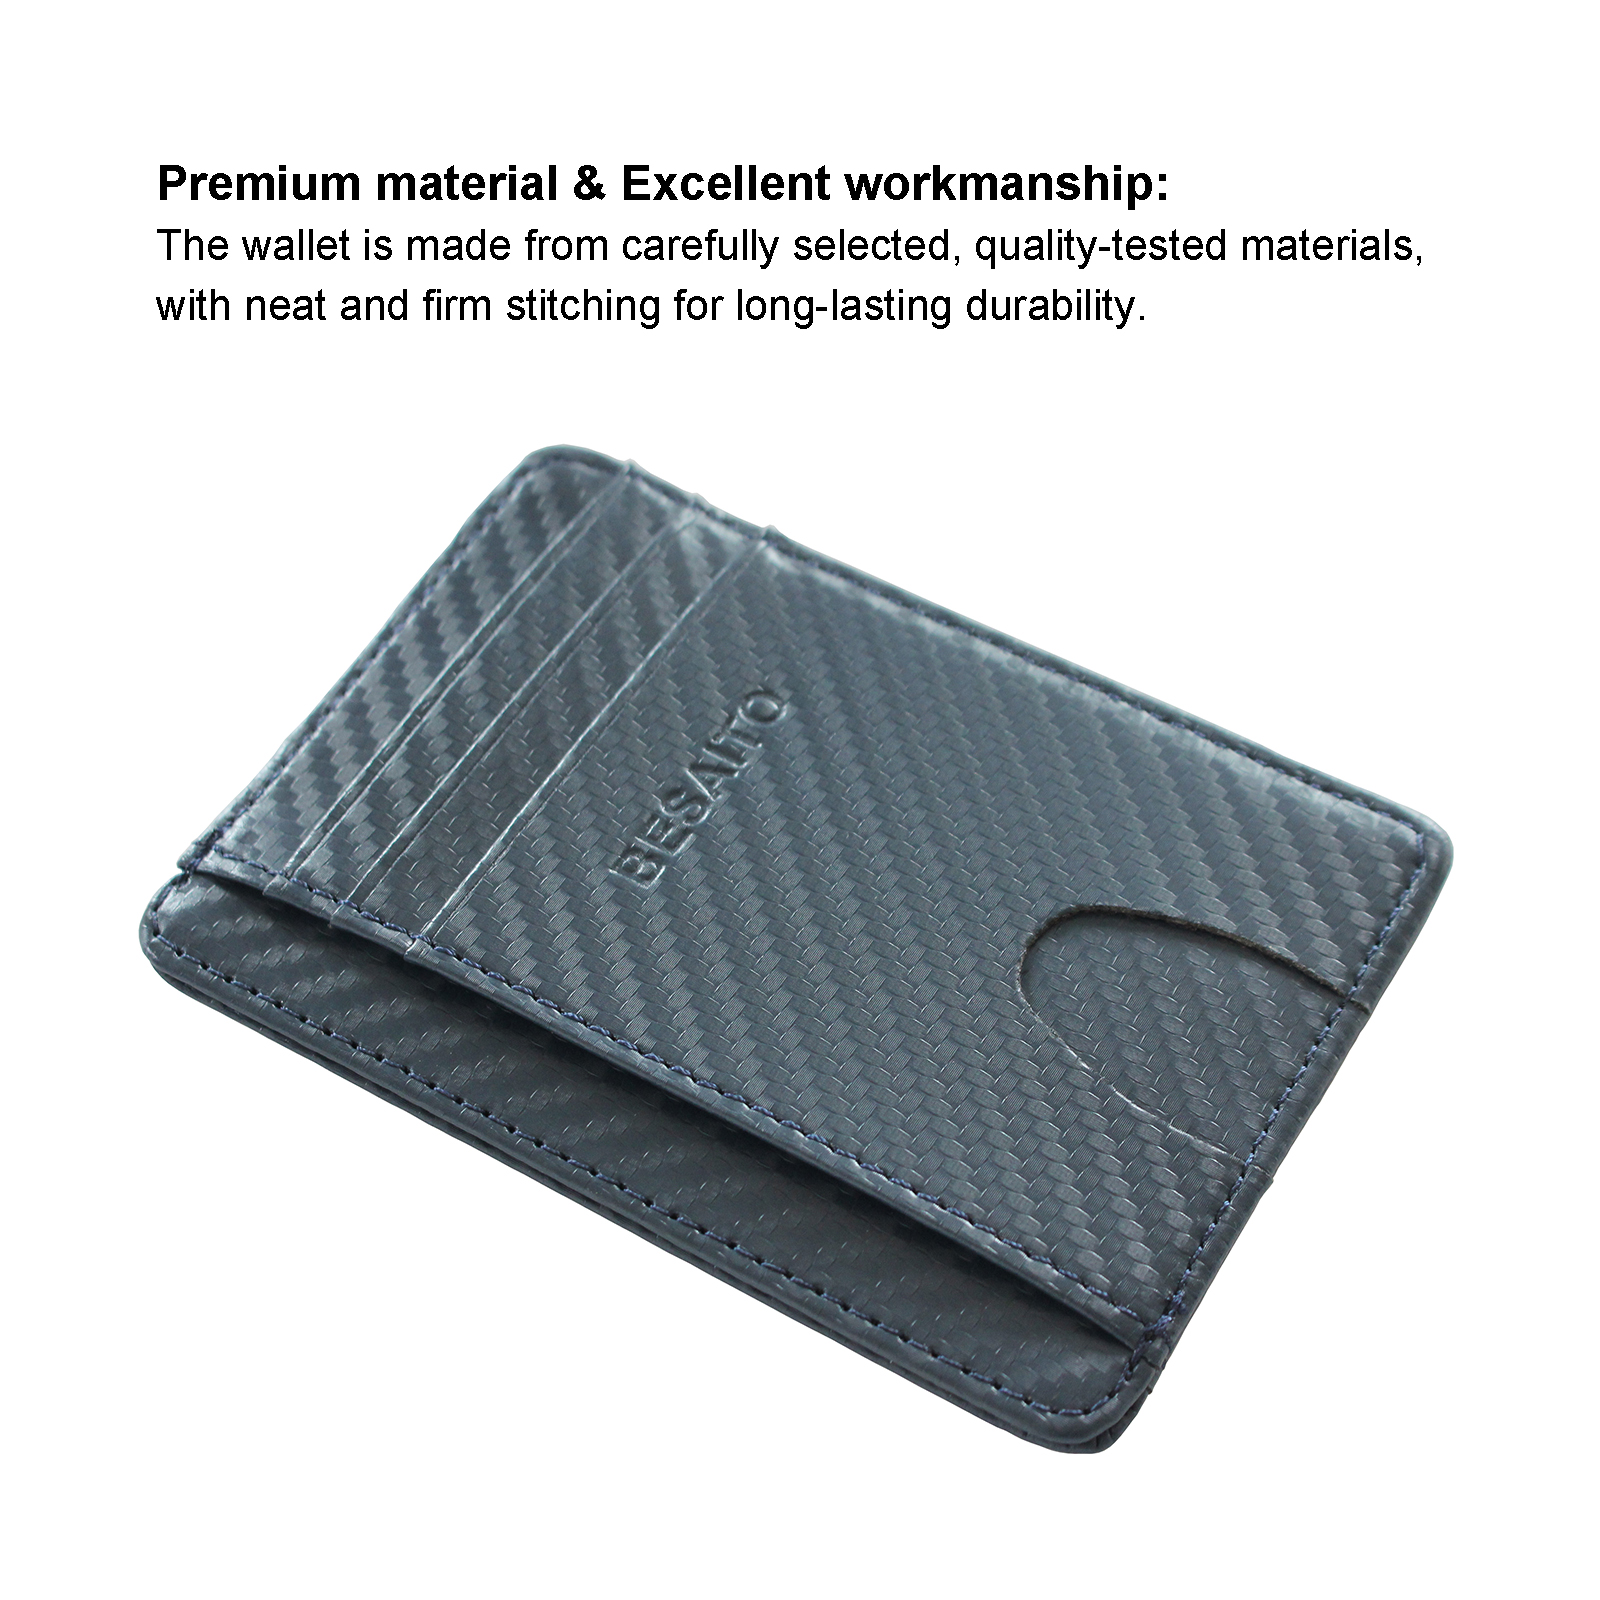 Premium material & Excellent workmanship:
The wallet is made from carefully selected, quality-tested materials,
with neat and firm stitching for long-lasting durability.
BESAITO